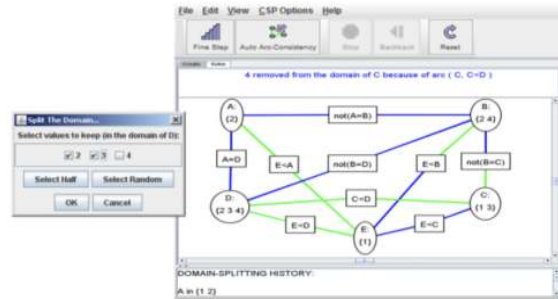 File Edit View CSP Options Help
Fine Step Auto Arc-Consistency Stop Backtrack Reset
Create Solve
4 removed from the domain of C because of arc ( C, C<D )
Split The Domain...
Select values to keep (in the domain of D):
2 3 4
Select Half Select Random
OK Cancel
A:
{2}
not(A=B)
B:
{2 4}
A=D
E<A
not(B=D)
E<B
not(B=C)
D:
{2 3 4}
C<D
C:
{1 3}
E<D
E:
{1}
E<C
DOMAIN-SPLITTING HISTORY:
A in {1 2}